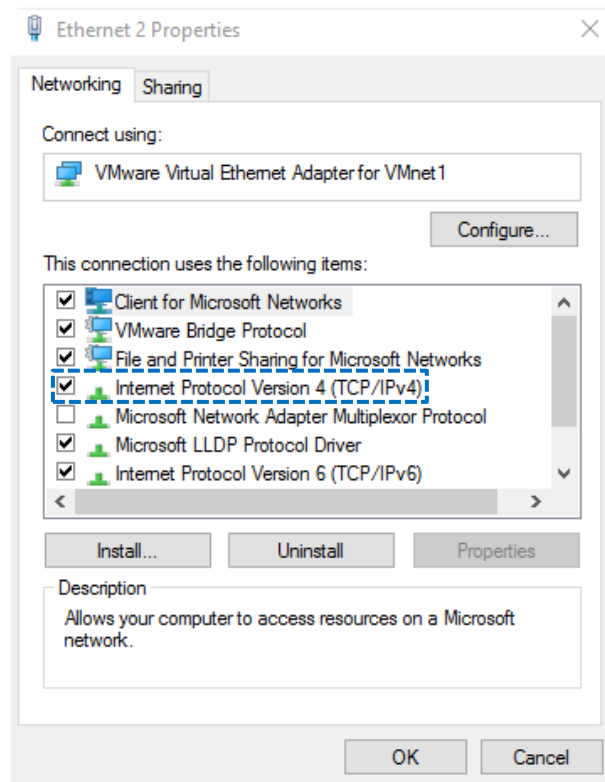 Ethernet 2 Properties
Networking
Sharing
Connect using:
VMware Virtual Ethernet Adapter for VMnet1
Configure...
This connection uses the following items:
Client for Microsoft Networks
VMware Bridge Protocol
File and Printer Sharing for Microsoft Networks
Internet Protocol Version 4 (TCP/IPv4)
Microsoft Network Adapter Multiplexor Protocol
Microsoft LLDP Protocol Driver
Internet Protocol Version 6 (TCP/IPv6)
Install...
Uninstall
Properties
Description
Allows your computer to access resources on a Microsoft
network.
OK
Cancel